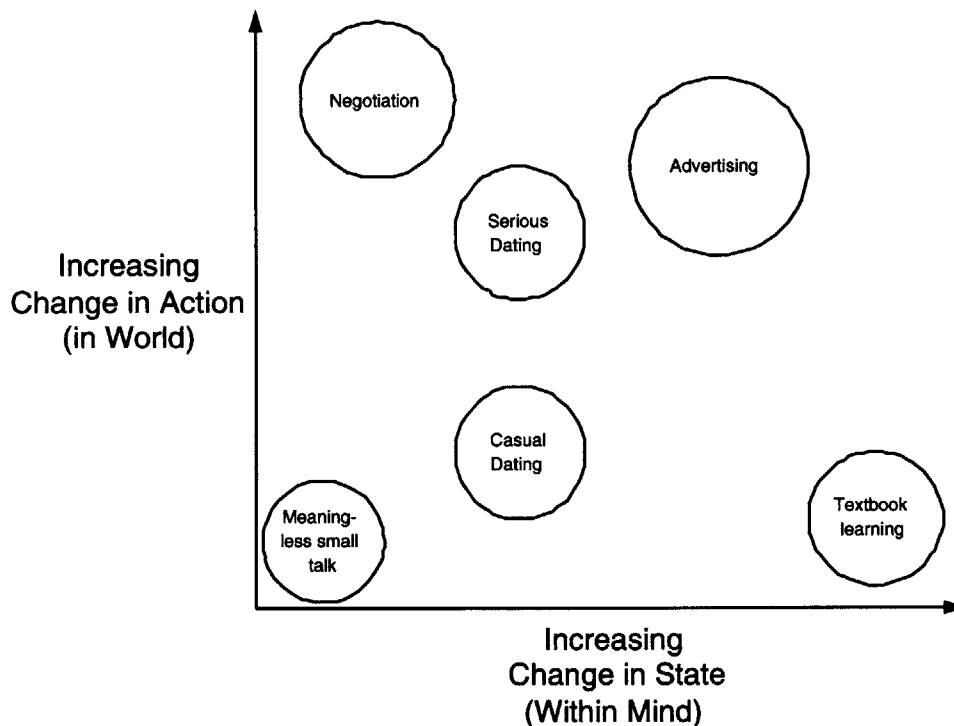 Negotiation
Advertising
Serious
Dating
Increasing
Change in Action
(in World)
Casual
Dating
Meaning-
less small
talk
Textbook
learning
Increasing
Change in State
(Within Mind)